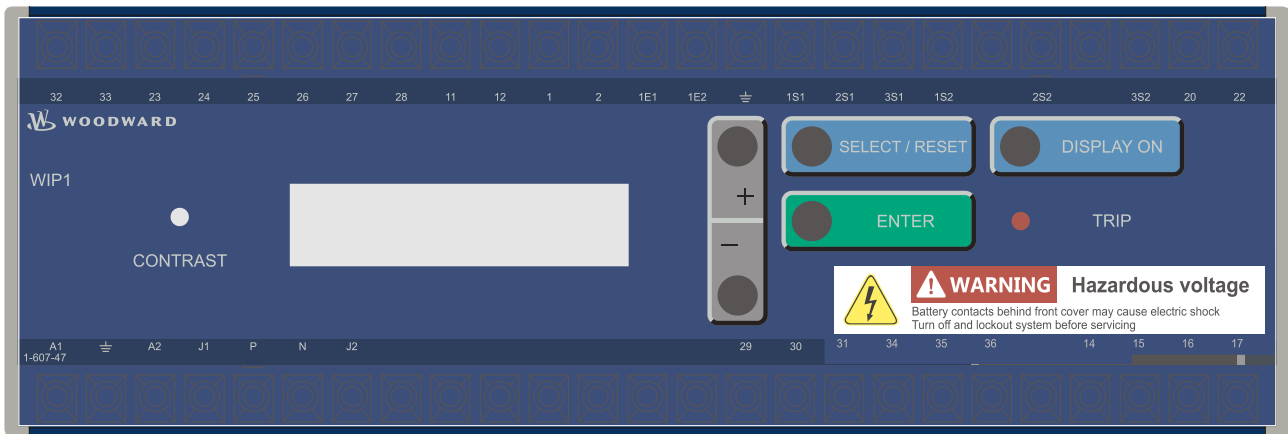 32 33 23 24 25 26 27 28 11 12 1 2 1E1 1E2 1S1 2S1 3S1 1S2 2S2 3S2 20 22
WOODWARD
SELECT / RESET
DISPLAY ON
WIP1
+
ENTER
TRIP
−
CONTRAST
WARNING Hazardous voltage
Battery contacts behind front cover may cause electric shock
Turn off and lockout system before servicing
A1 A2 J1 P N J2 29 30 31 34 35 36 14 15 16 17
1-607-47